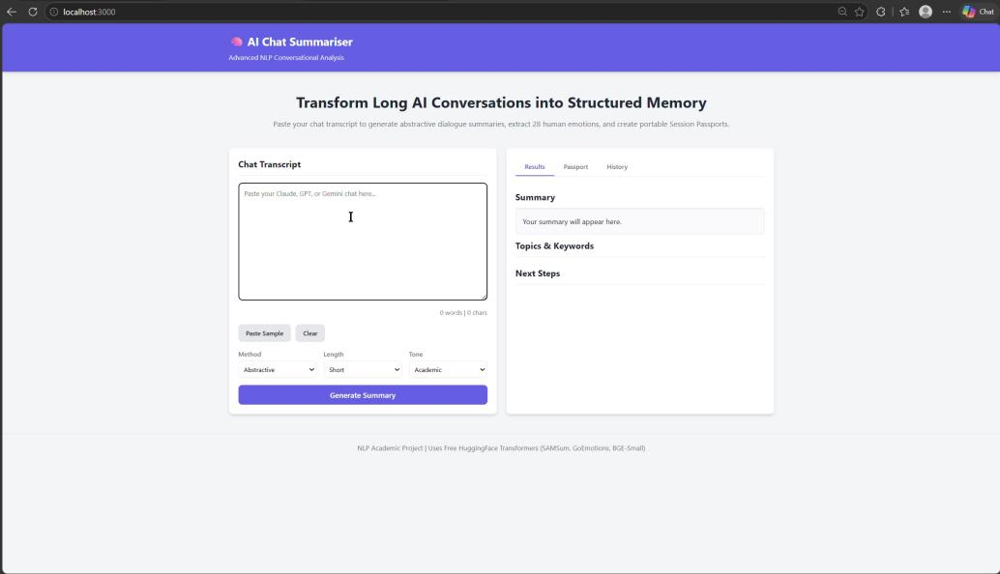 localhost:3000
Chat
AI Chat Summariser
Advanced NLP Conversational Analysis
Transform Long AI Conversations into Structured Memory
Paste your chat transcript to generate abstractive dialogue summaries, extract 28 human emotions, and create portable Session Passports.
Chat Transcript
Paste your Claude, GPT, or Gemini chat here...
0 words | 0 chars
Paste Sample
Clear
Method
Length
Tone
Abstractive
Short
Academic
Generate Summary
Results
Passport
History
Summary
Your summary will appear here.
Topics & Keywords
Next Steps
NLP Academic Project | Uses Free HuggingFace Transformers (SAMSum, GoEmotions, BGE-Small)